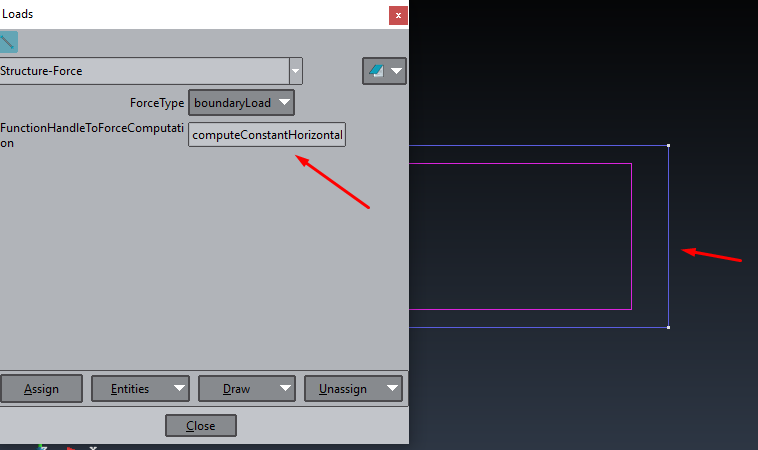 Loads
x
Structure-Force
ForceType boundaryLoad
FunctionHandleToForceComputati
on
computeConstantHorizontal
Assign Entities Draw Unassign
Close